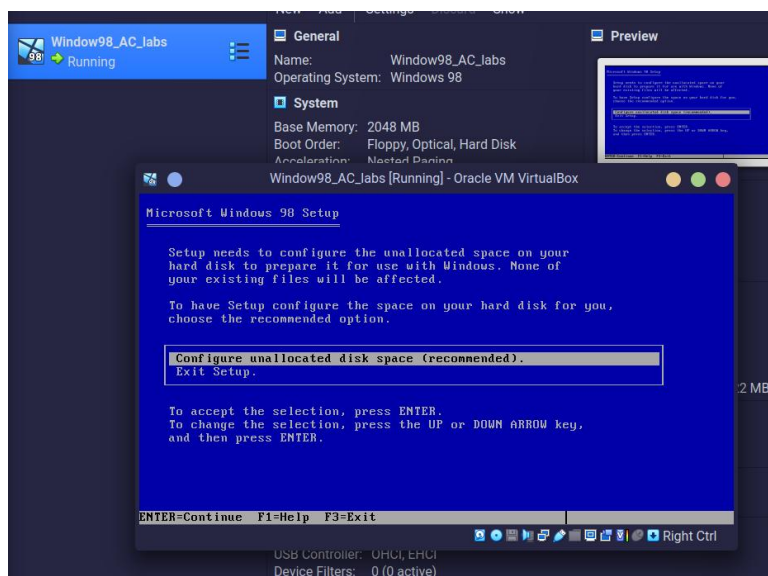 Window98_AC_labs
Running
General
Name: Window98_AC_labs
Operating System: Windows 98
System
Base Memory: 2048 MB
Boot Order: Floppy, Optical, Hard Disk
Acceleration: Nested Paging
Preview
Window98_AC_labs [Running] - Oracle VM VirtualBox
Microsoft Windows 98 Setup
Setup needs to configure the unallocated space on your
hard disk to prepare it for use with Windows. None of
your existing files will be affected.
To have Setup configure the space on your hard disk for you,
choose the recommended option.
Configure unallocated disk space (recommended).
Exit Setup.
To accept the selection, press ENTER.
To change the selection, press the UP or DOWN ARROW key,
and then press ENTER.
ENTER=Continue F1=Help F3=Exit
Right Ctrl
USB Controller: OHCI, EHCI
Device Filters: 0 (0 active)